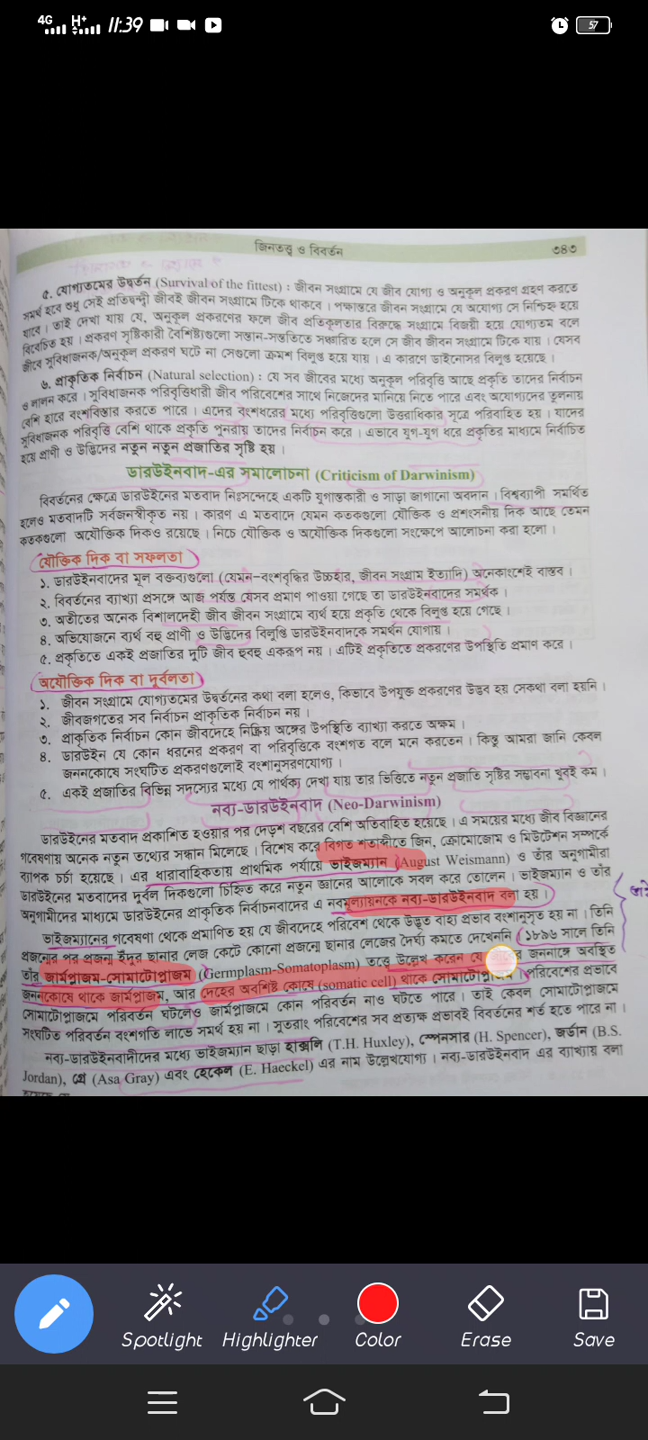 4G H+ 11:39 57
জিনতত্ত্ব ও বিবর্তন ৩৪৩
৫. যোগ্যতমের উদ্বর্তন (Survival of the fittest) : জীবন সংগ্রামে যে জীব যোগ্য ও অনুকূল প্রকরণ গ্রহণ করতে
সমর্থ হবে শুধু সেই প্রতিদ্বন্দ্বী জীবই জীবন সংগ্রামে টিকে থাকবে। পক্ষান্তরে জীবন সংগ্রামে যে অযোগ্য সে নিশ্চিহ্ন হয়ে
যাবে। তাই দেখা যায় যে, অনুকূল প্রকরণের ফলে জীব প্রতিকূলতার বিরুদ্ধে সংগ্রামে বিজয়ী হয়ে যোগ্যতম বলে
বিবেচিত হয়। প্রকরণ সৃষ্টিকারী বৈশিষ্ট্যগুলো সন্তান-সন্ততিতে সঞ্চারিত হলে সে জীব জীবন সংগ্রামে টিকে যায়। যেসব
জীবে সুবিধাজনক/অনুকূল প্রকরণ ঘটে না সেগুলো ক্রমশ বিলুপ্ত হয়ে যায়। এ কারণে ডাইনোসর বিলুপ্ত হয়েছে।
৬. প্রাকৃতিক নির্বাচন (Natural selection) : যে সব জীবের মধ্যে অনুকূল পরিবৃত্তি আছে প্রকৃতি তাদের নির্বাচন
ও লালন করে। সুবিধাজনক পরিবৃত্তিধারী জীব পরিবেশের সাথে নিজেদের মানিয়ে নিতে পারে এবং অযোগ্যদের তুলনায়
বেশি হারে বংশবিস্তার করতে পারে। এদের বংশধরের মধ্যে পরিবৃত্তিগুলো উত্তরাধিকার সূত্রে পরিবাহিত হয়। যাদের
সুবিধাজনক পরিবৃত্তি বেশি থাকে প্রকৃতি পুনরায় তাদের নির্বাচন করে। এভাবে যুগ-যুগ ধরে প্রকৃতির মাধ্যমে নির্বাচিত
হয়ে প্রাণী ও উদ্ভিদের নতুন নতুন প্রজাতির সৃষ্টি হয়।
ডারউইনবাদ-এর সমালোচনা (Criticism of Darwinism)
বিবর্তনের ক্ষেত্রে ডারউইনের মতবাদ নিঃসন্দেহে একটি যুগান্তকারী ও সাড়া জাগানো অবদান। বিশ্বব্যাপী সমর্থিত
হলেও মতবাদটি সর্বজনস্বীকৃত নয়। কারণ এ মতবাদে যেমন কতকগুলো যৌক্তিক ও প্রশংসনীয় দিক আছে তেমন
কতকগুলো অযৌক্তিক দিকও রয়েছে। নিচে যৌক্তিক ও অযৌক্তিক দিকগুলো সংক্ষেপে আলোচনা করা হলো।
যৌক্তিক দিক বা সফলতা
১. ডারউইনবাদের মূল বক্তব্যগুলো (যেমন–বংশবৃদ্ধির উচ্চহার, জীবন সংগ্রাম ইত্যাদি) অনেকাংশেই বাস্তব।
২. বিবর্তনের ব্যাখ্যা প্রসঙ্গে আজ পর্যন্ত যেসব প্রমাণ পাওয়া গেছে তা ডারউইনবাদের সমর্থক।
৩. অতীতের অনেক বিশালদেহী জীব জীবন সংগ্রামে ব্যর্থ হয়ে প্রকৃতি থেকে বিলুপ্ত হয়ে গেছে।
৪. অভিযোজনে ব্যর্থ বহু প্রাণী ও উদ্ভিদের বিলুপ্তি ডারউইনবাদকে সমর্থন যোগায়।
৫. প্রকৃতিতে একই প্রজাতির দুটি জীব হুবহু একরূপ নয়। এটিই প্রকৃতিতে প্রকরণের উপস্থিতি প্রমাণ করে।
অযৌক্তিক দিক বা দুর্বলতা
১. জীবন সংগ্রামে যোগ্যতমের উদ্বর্তনের কথা বলা হলেও, কিভাবে উপযুক্ত প্রকরণের উদ্ভব হয় সেকথা বলা হয়নি।
২. জীবজগতের সব নির্বাচন প্রাকৃতিক নির্বাচন নয়।
৩. প্রাকৃতিক নির্বাচন কোন জীবদেহে নিষ্ক্রিয় অঙ্গের উপস্থিতি ব্যাখ্যা করতে অক্ষম।
৪. ডারউইন যে কোন ধরনের প্রকরণ বা পরিবৃত্তিকে বংশগত বলে মনে করতেন। কিন্তু আমরা জানি কেবল
জননকোষে সংঘটিত প্রকরণগুলোই বংশানুসরণযোগ্য।
৫. একই প্রজাতির বিভিন্ন সদস্যের মধ্যে যে পার্থক্য দেখা যায় তার ভিত্তিতে নতুন প্রজাতি সৃষ্টির সম্ভাবনা খুবই কম।
নব্য-ডারউইনবাদ (Neo-Darwinism)
ডারউইনের মতবাদ প্রকাশিত হওয়ার পর দেড়শ বছরের বেশি অতিবাহিত হয়েছে। এ সময়ের মধ্যে জীব বিজ্ঞানের
গবেষণায় অনেক নতুন তথ্যের সন্ধান মিলেছে। বিশেষ করে বিগত শতাব্দীতে জিন, ক্রোমোজোম ও মিউটেশন সম্পর্কে
ব্যাপক চর্চা হয়েছে। এর ধারাবাহিকতায় প্রাথমিক পর্যায়ে ভাইজম্যান (August Weismann) ও তাঁর অনুগামীরা
ডারউইনের মতবাদের দুর্বল দিকগুলো চিহ্নিত করে নতুন জ্ঞানের আলোকে সবল করে তোলেন। ভাইজম্যান ও তাঁর
অনুগামীদের মাধ্যমে ডারউইনের প্রাকৃতিক নির্বাচনবাদের এ নবমূল্যায়নকে নব্য-ডারউইনবাদ বলা হয়।
ভাইজম্যানের গবেষণা থেকে প্রমাণিত হয় যে জীবদেহে পরিবেশ থেকে উদ্ভূত বাহ্য প্রভাব বংশানুসৃত হয় না। তিনি
প্রজন্মের পর প্রজন্ম ইঁদুর ছানার লেজ কেটে কোনো প্রজন্মে ছানার লেজের দৈর্ঘ্য কমতে দেখেননি। ১৮৯৬ সালে তিনি
তাঁর জার্মপ্লাজম-সোমাটোপ্লাজম (Germplasm-Somatoplasm) তত্ত্বে উল্লেখ করেন যে জননাঙ্গে অবস্থিত
জননকোষে থাকে জার্মপ্লাজম, আর দেহের অবশিষ্ট কোষে (somatic cell) থাকে সোমাটোপ্লাজম। পরিবেশের প্রভাবে
সোমাটোপ্লাজমে পরিবর্তন ঘটলেও জার্মপ্লাজমে কোন পরিবর্তন নাও ঘটতে পারে। তাই কেবল সোমাটোপ্লাজমে
সংঘটিত পরিবর্তন বংশগতি লাভে সমর্থ হয় না। সুতরাং পরিবেশের সব প্রত্যক্ষ প্রভাবই বিবর্তনের শর্ত হতে পারে না।
নব্য-ডারউইনবাদীদের মধ্যে ভাইজম্যান ছাড়া হাক্সলি (T.H. Huxley), স্পেনসার (H. Spencer), জর্ডান (B.S.
Jordan), গ্রে (Asa Gray) এবং হেকেল (E. Haeckel) এর নাম উল্লেখযোগ্য। নব্য-ডারউইনবাদ এর ব্যাখ্যায় বলা
Spotlight Highlighter Color Erase Save